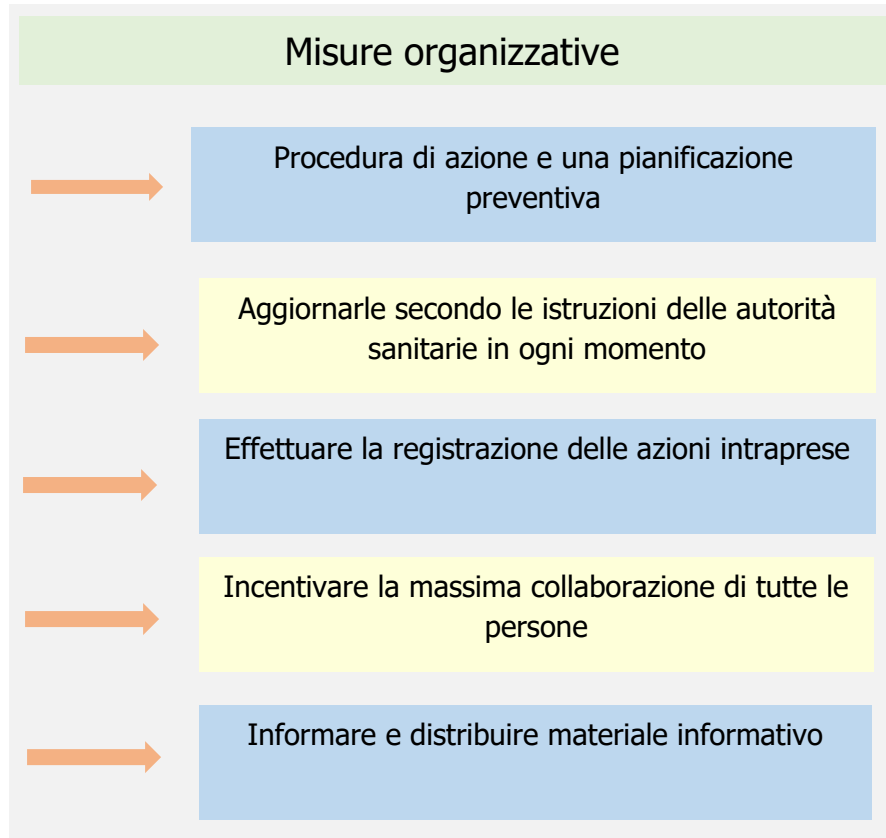 Misure organizzative
Procedura di azione e una pianificazione
preventiva
Aggiornarle secondo le istruzioni delle autorità
sanitarie in ogni momento
Effettuare la registrazione delle azioni intraprese
Incentivare la massima collaborazione di tutte le
persone
Informare e distribuire materiale informativo